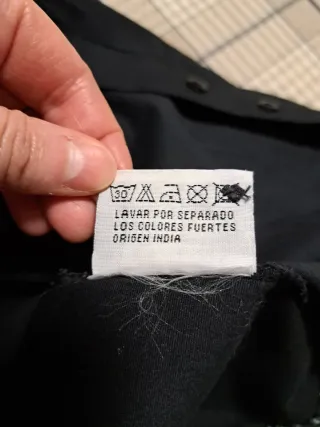 30
LAVAR POR SEPARADO
LOS COLORES FUERTES
ORIGEN INDIA